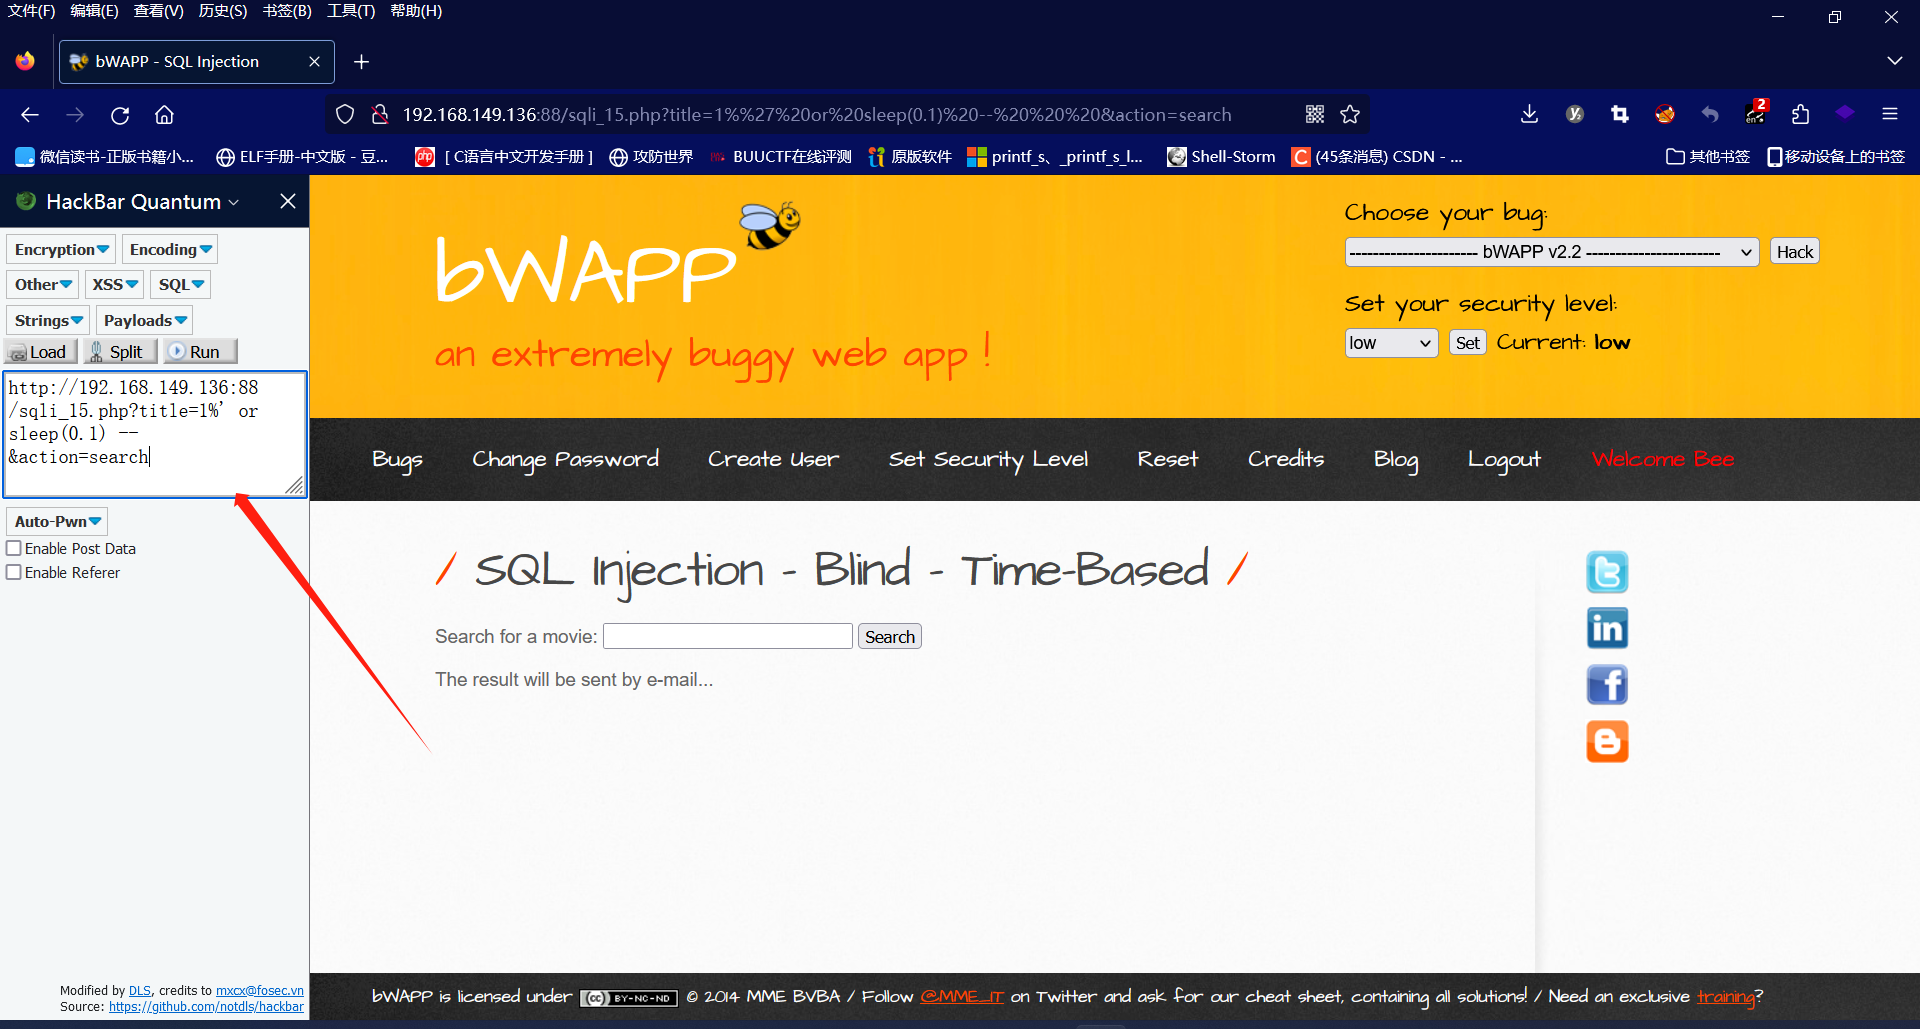 文件(F) 编辑(E) 查看(V) 历史(S) 书签(B) 工具(T) 帮助(H)
bWAPP - SQL Injection
192.168.149.136:88/sqli_15.php?title=1%%27%20or%20sleep(0.1)%20--%20%20%20&action=search
2
en
微信读书-正版书籍小... ELF手册-中文版 - 豆... php [ C语言中文开发手册 ] 攻防世界 BUUCTF在线评测 原版软件 printf_s、_printf_s_l... Shell-Storm C (45条消息) CSDN - ... 其他书签 移动设备上的书签
HackBar Quantum
Encryption Encoding
Other XSS SQL
Strings Payloads
Load Split Run
http://192.168.149.136:88
/sqli_15.php?title=1%' or
sleep(0.1) --
&action=search
Auto-Pwn
Enable Post Data
Enable Referer
Modified by DLS, credits to mxcx@fosec.vn
Source: https://github.com/notdls/hackbar
bWAPP
an extremely buggy web app !
Choose your bug:
---------------------- bWAPP v2.2 ----------------------- Hack
Set your security level:
low Set Current: low
Bugs Change Password Create User Set Security Level Reset Credits Blog Logout Welcome Bee
/ SQL Injection - Blind - Time-Based /
Search for a movie: Search
The result will be sent by e-mail...
bWAPP is licensed under (cc) BY-NC-ND © 2014 MME BVBA / Follow @MME_IT on Twitter and ask for our cheat sheet, containing all solutions! / Need an exclusive training?